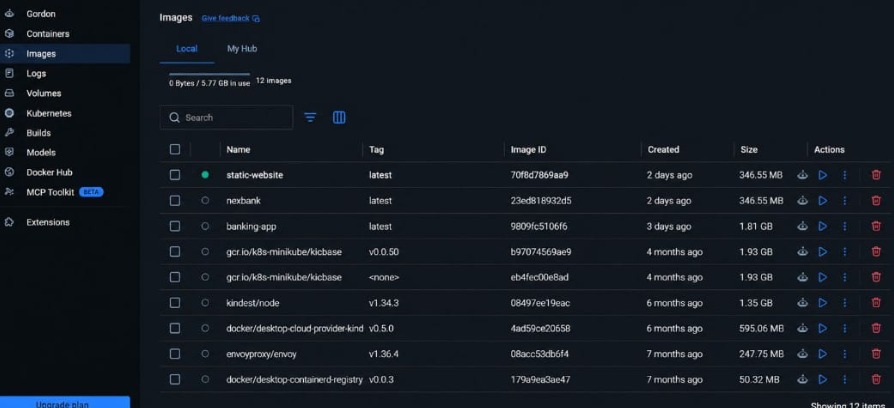 Gordon
Containers
Images
Logs
Volumes
Kubernetes
Builds
Models
Docker Hub
MCP Toolkit BETA
Extensions
Upgrade plan
Images Give feedback
Local My Hub
0 Bytes / 5.77 GB in use 12 images
Search
Name Tag Image ID Created Size Actions
static-website latest 70f8d7869aa9 2 days ago 346.55 MB
nexbank latest 23ed818932d5 2 days ago 346.55 MB
banking-app latest 9809fc5106f6 3 days ago 1.81 GB
gcr.io/k8s-minikube/kicbase v0.0.50 b97074569ae9 4 months ago 1.93 GB
gcr.io/k8s-minikube/kicbase <none> eb4fec00e8ad 4 months ago 1.93 GB
kindest/node v1.34.3 08497ee19eac 6 months ago 1.35 GB
docker/desktop-cloud-provider-kind v0.5.0 4ad59ce20658 6 months ago 595.06 MB
envoyproxy/envoy v1.36.4 08acc53db6f4 7 months ago 247.75 MB
docker/desktop-containerd-registry v0.0.3 179a9ea3ae47 7 months ago 50.32 MB
Showing 12 items